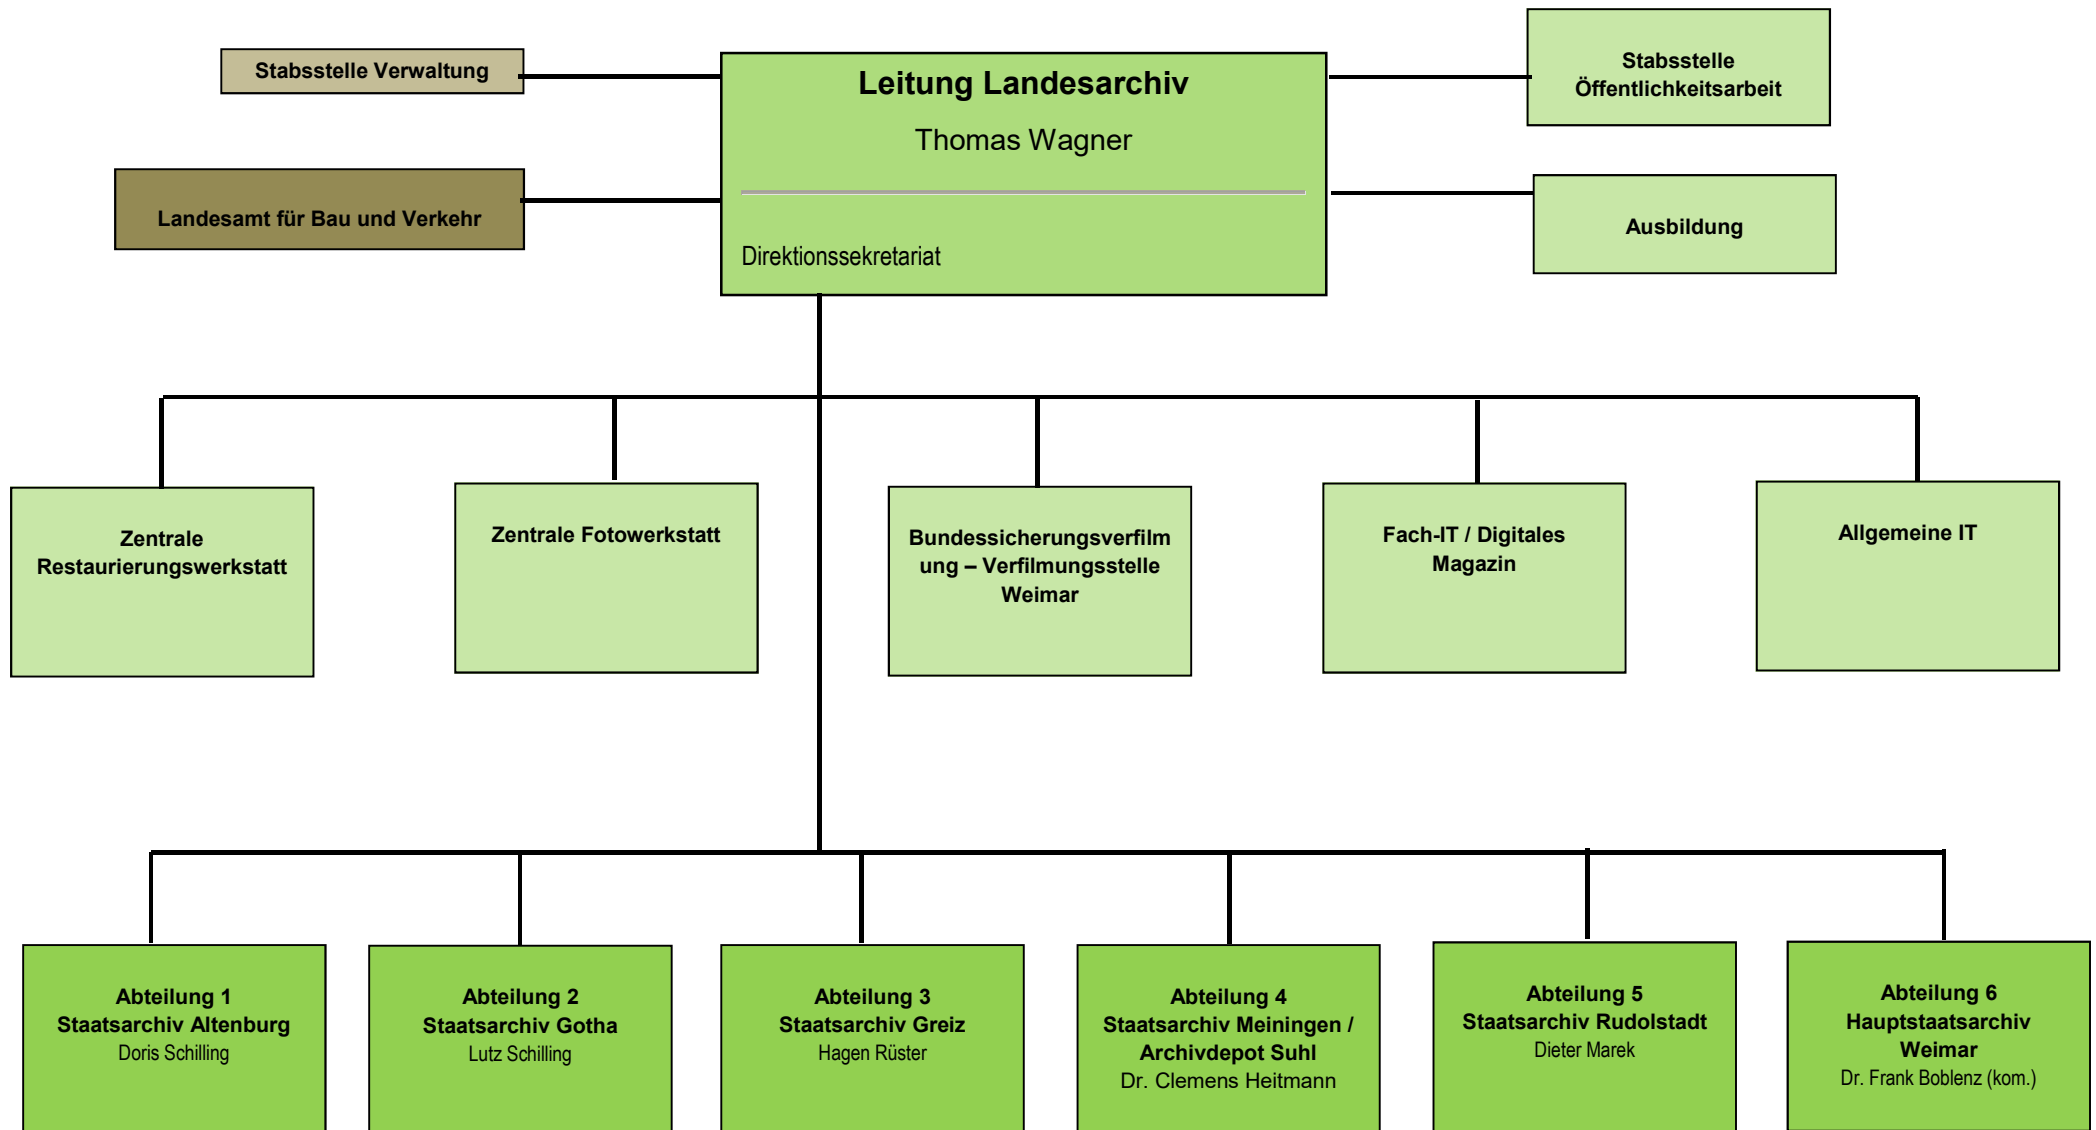 Stabsstelle Verwaltung
Landesamt für Bau und Verkehr
Leitung Landesarchiv
Thomas Wagner
Direktionssekretariat
Stabsstelle
Öffentlichkeitsarbeit
Ausbildung
Zentrale
Restaurierungswerkstatt
Zentrale Fotowerkstatt
Bundessicherungsverfilm
ung – Verfilmungsstelle
Weimar
Fach-IT / Digitales
Magazin
Allgemeine IT
Abteilung 1
Staatsarchiv Altenburg
Doris Schilling
Abteilung 2
Staatsarchiv Gotha
Lutz Schilling
Abteilung 3
Staatsarchiv Greiz
Hagen Rüster
Abteilung 4
Staatsarchiv Meiningen /
Archivdepot Suhl
Dr. Clemens Heitmann
Abteilung 5
Staatsarchiv Rudolstadt
Dieter Marek
Abteilung 6
Hauptstaatsarchiv
Weimar
Dr. Frank Boblenz (kom.)